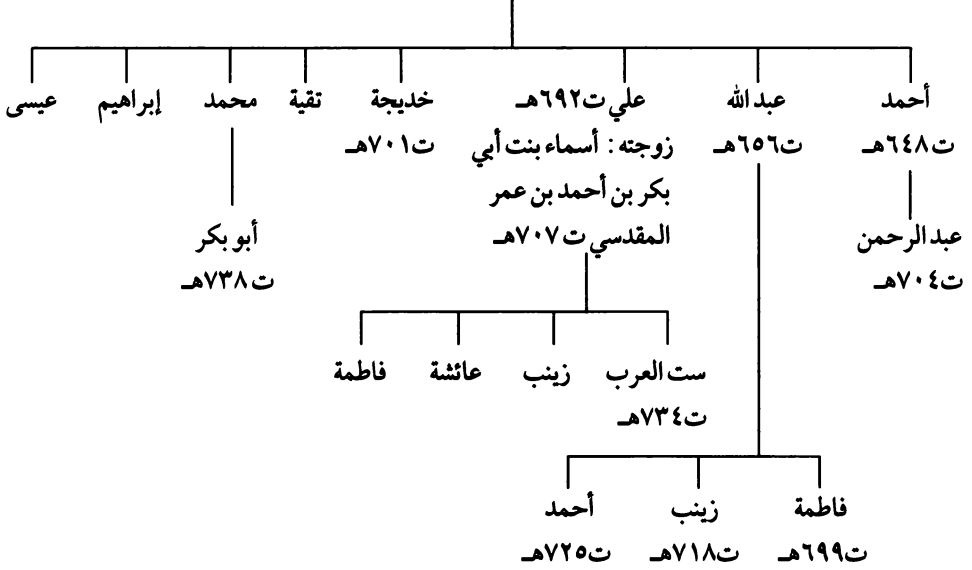 أحمد عبد الله علي ت٦٩٢هـ خديجة تقية محمد إبراهيم عيسى
ت٦٤٨هـ ت٦٥٦هـ زوجته : أسماء بنت أبي ت٧٠١هـ
بكر بن أحمد بن عمر
عبد الرحمن المقدسي ت٧٠٧هـ أبو بكر
ت٧٠٤هـ ت٧٣٨هـ
ست العرب زينب عائشة فاطمة
ت٧٣٤هـ
فاطمة زينب أحمد
ت٦٩٩هـ ت٧١٨هـ ت٧٢٥هـ